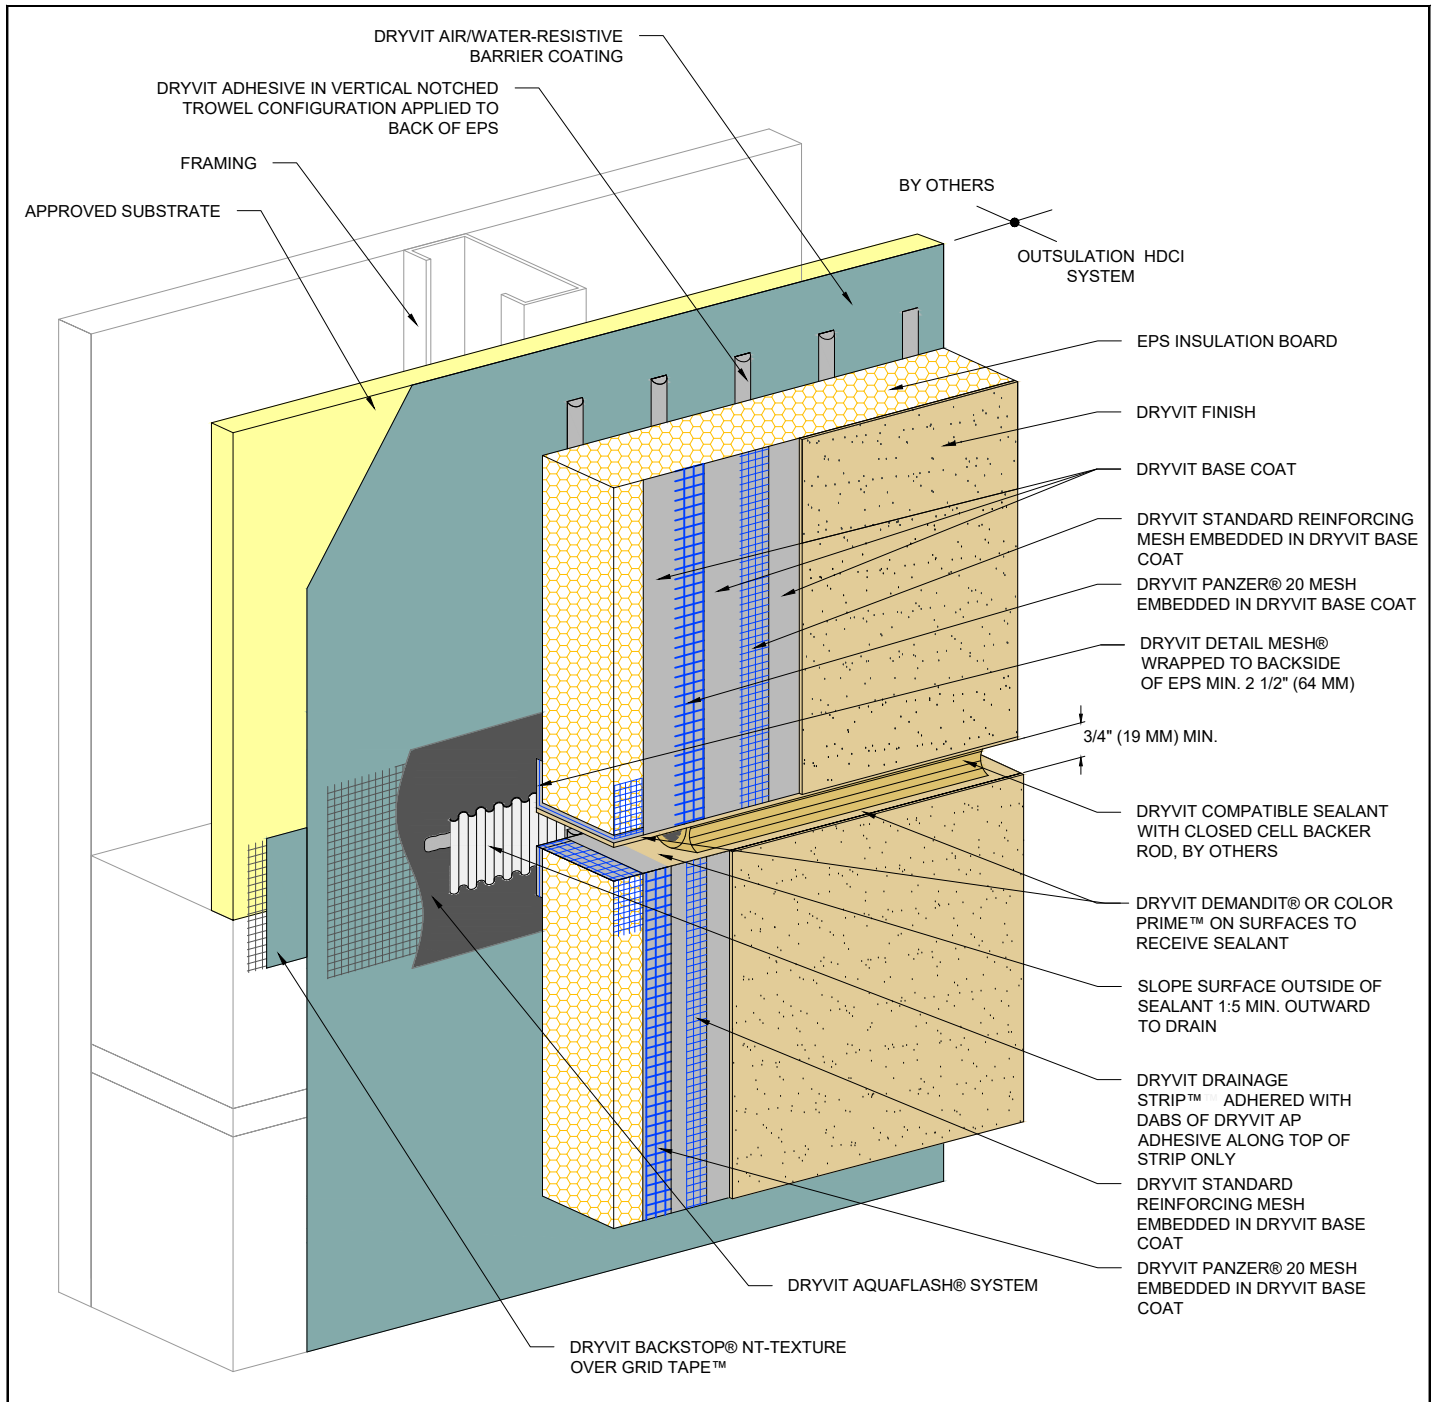 DRYVIT AIR/WATER-RESISTIVE
BARRIER COATING
DRYVIT ADHESIVE IN VERTICAL NOTCHED
TROWEL CONFIGURATION APPLIED TO
BACK OF EPS
FRAMING
APPROVED SUBSTRATE
BY OTHERS
OUTSULATION HDCI
SYSTEM
EPS INSULATION BOARD
DRYVIT FINISH
DRYVIT BASE COAT
DRYVIT STANDARD REINFORCING
MESH EMBEDDED IN DRYVIT BASE
COAT
DRYVIT PANZER® 20 MESH
EMBEDDED IN DRYVIT BASE COAT
DRYVIT DETAIL MESH®
WRAPPED TO BACKSIDE
OF EPS MIN. 2 1/2" (64 MM)
3/4" (19 MM) MIN.
DRYVIT COMPATIBLE SEALANT
WITH CLOSED CELL BACKER
ROD, BY OTHERS
DRYVIT DEMANDIT® OR COLOR
PRIME™ ON SURFACES TO
RECEIVE SEALANT
SLOPE SURFACE OUTSIDE OF
SEALANT 1:5 MIN. OUTWARD
TO DRAIN
DRYVIT DRAINAGE
STRIP™ ADHERED WITH
DABS OF DRYVIT AP
ADHESIVE ALONG TOP OF
STRIP ONLY
DRYVIT STANDARD
REINFORCING MESH
EMBEDDED IN DRYVIT BASE
COAT
DRYVIT PANZER® 20 MESH
EMBEDDED IN DRYVIT BASE
COAT
DRYVIT AQUAFLASH® SYSTEM
DRYVIT BACKSTOP® NT-TEXTURE
OVER GRID TAPE™